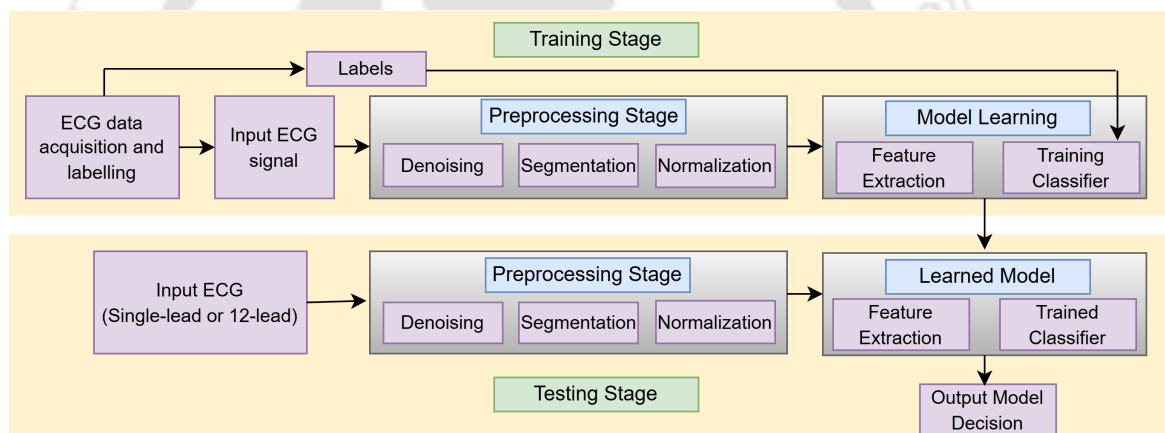 Training Stage
Labels
ECG data
acquisition and
labelling
Input ECG
signal
Preprocessing Stage
Denoising
Segmentation
Normalization
Model Learning
Feature
Extraction
Training
Classifier
Input ECG
(Single-lead or 12-lead)
Preprocessing Stage
Denoising
Segmentation
Normalization
Learned Model
Feature
Extraction
Trained
Classifier
Testing Stage
Output Model
Decision